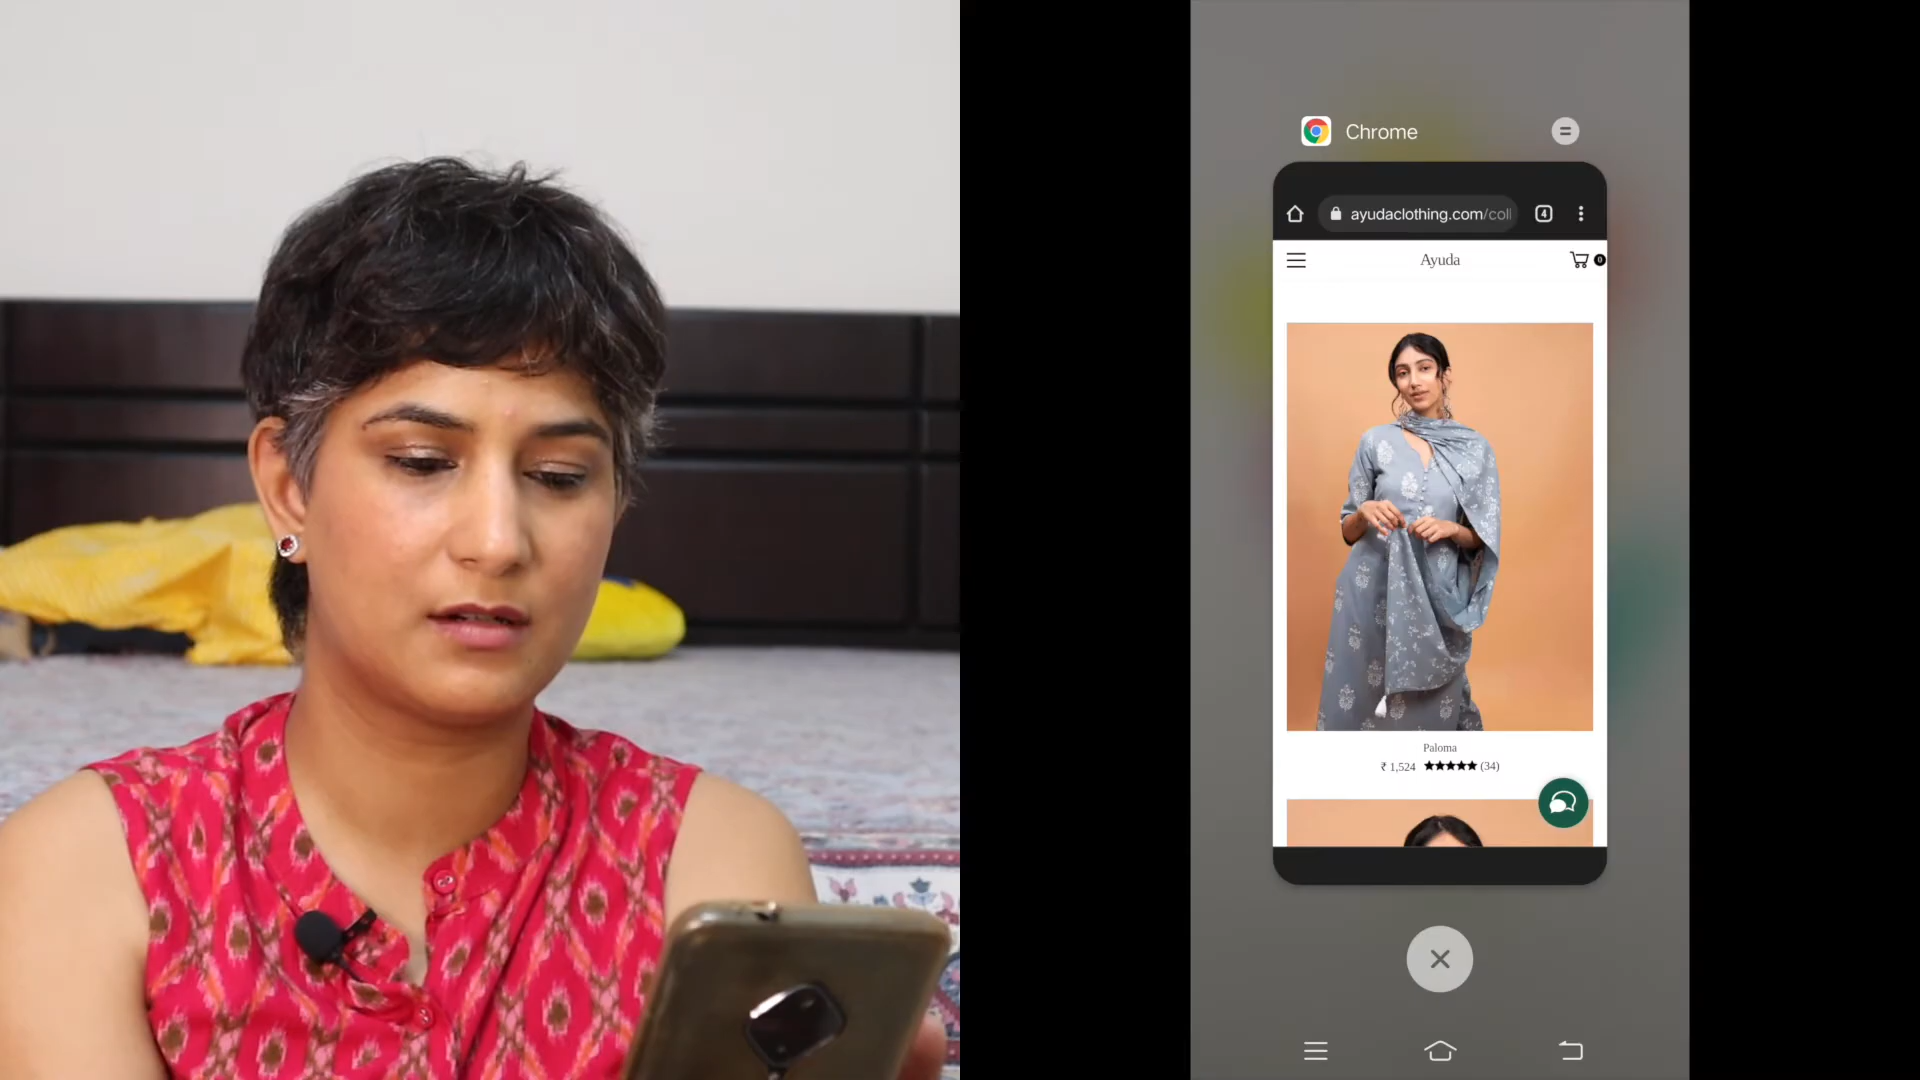 Chrome
ayudaclothing.com/coll
4
Ayuda
0
Paloma
₹ 1,524 ★★★★★ (34)